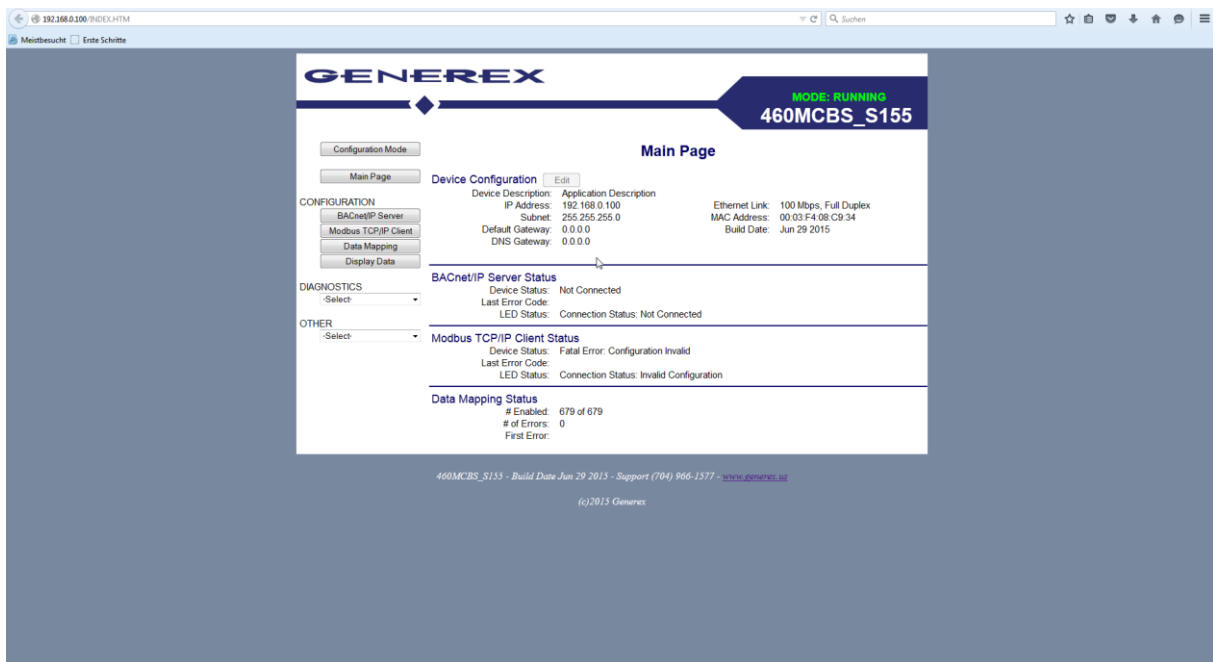 192.168.0.100/INDEX.HTM
Suchen
Meistbesucht Erste Schritte
GENEREX
MODE: RUNNING
460MCBS_S155
Configuration Mode
Main Page
CONFIGURATION
BACnet/IP Server
Modbus TCP/IP Client
Data Mapping
Display Data
DIAGNOSTICS
-Select-
OTHER
-Select-
Main Page
Device Configuration Edit
Device Description: Application Description
IP Address: 192.168.0.100 Ethernet Link: 100 Mbps, Full Duplex
Subnet: 255.255.255.0 MAC Address: 00:03:F4:08:C9:34
Default Gateway: 0.0.0.0 Build Date: Jun 29 2015
DNS Gateway: 0.0.0.0
BACnet/IP Server Status
Device Status: Not Connected
Last Error Code:
LED Status: Connection Status: Not Connected
Modbus TCP/IP Client Status
Device Status: Fatal Error: Configuration Invalid
Last Error Code:
LED Status: Connection Status: Invalid Configuration
Data Mapping Status
# Enabled: 679 of 679
# of Errors: 0
First Error:
460MCBS_S155 - Build Date Jun 29 2015 - Support (704) 966-1577 - www.generex.us
(c)2015 Generex